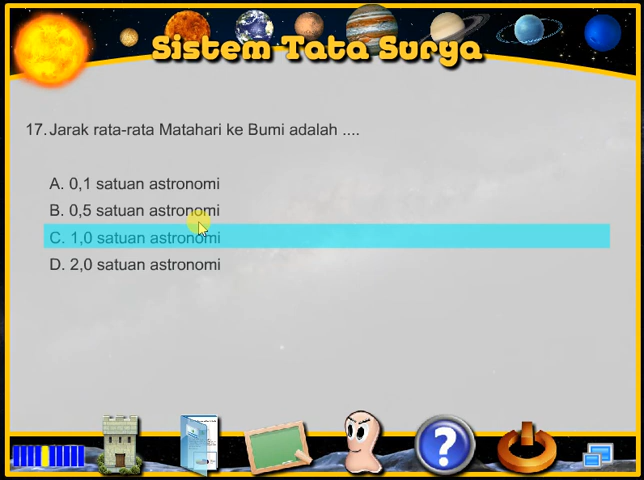 Sistem Tata Surya
17. Jarak rata-rata Matahari ke Bumi adalah ....
A. 0,1 satuan astronomi
B. 0,5 satuan astronomi
C. 1,0 satuan astronomi
D. 2,0 satuan astronomi
?